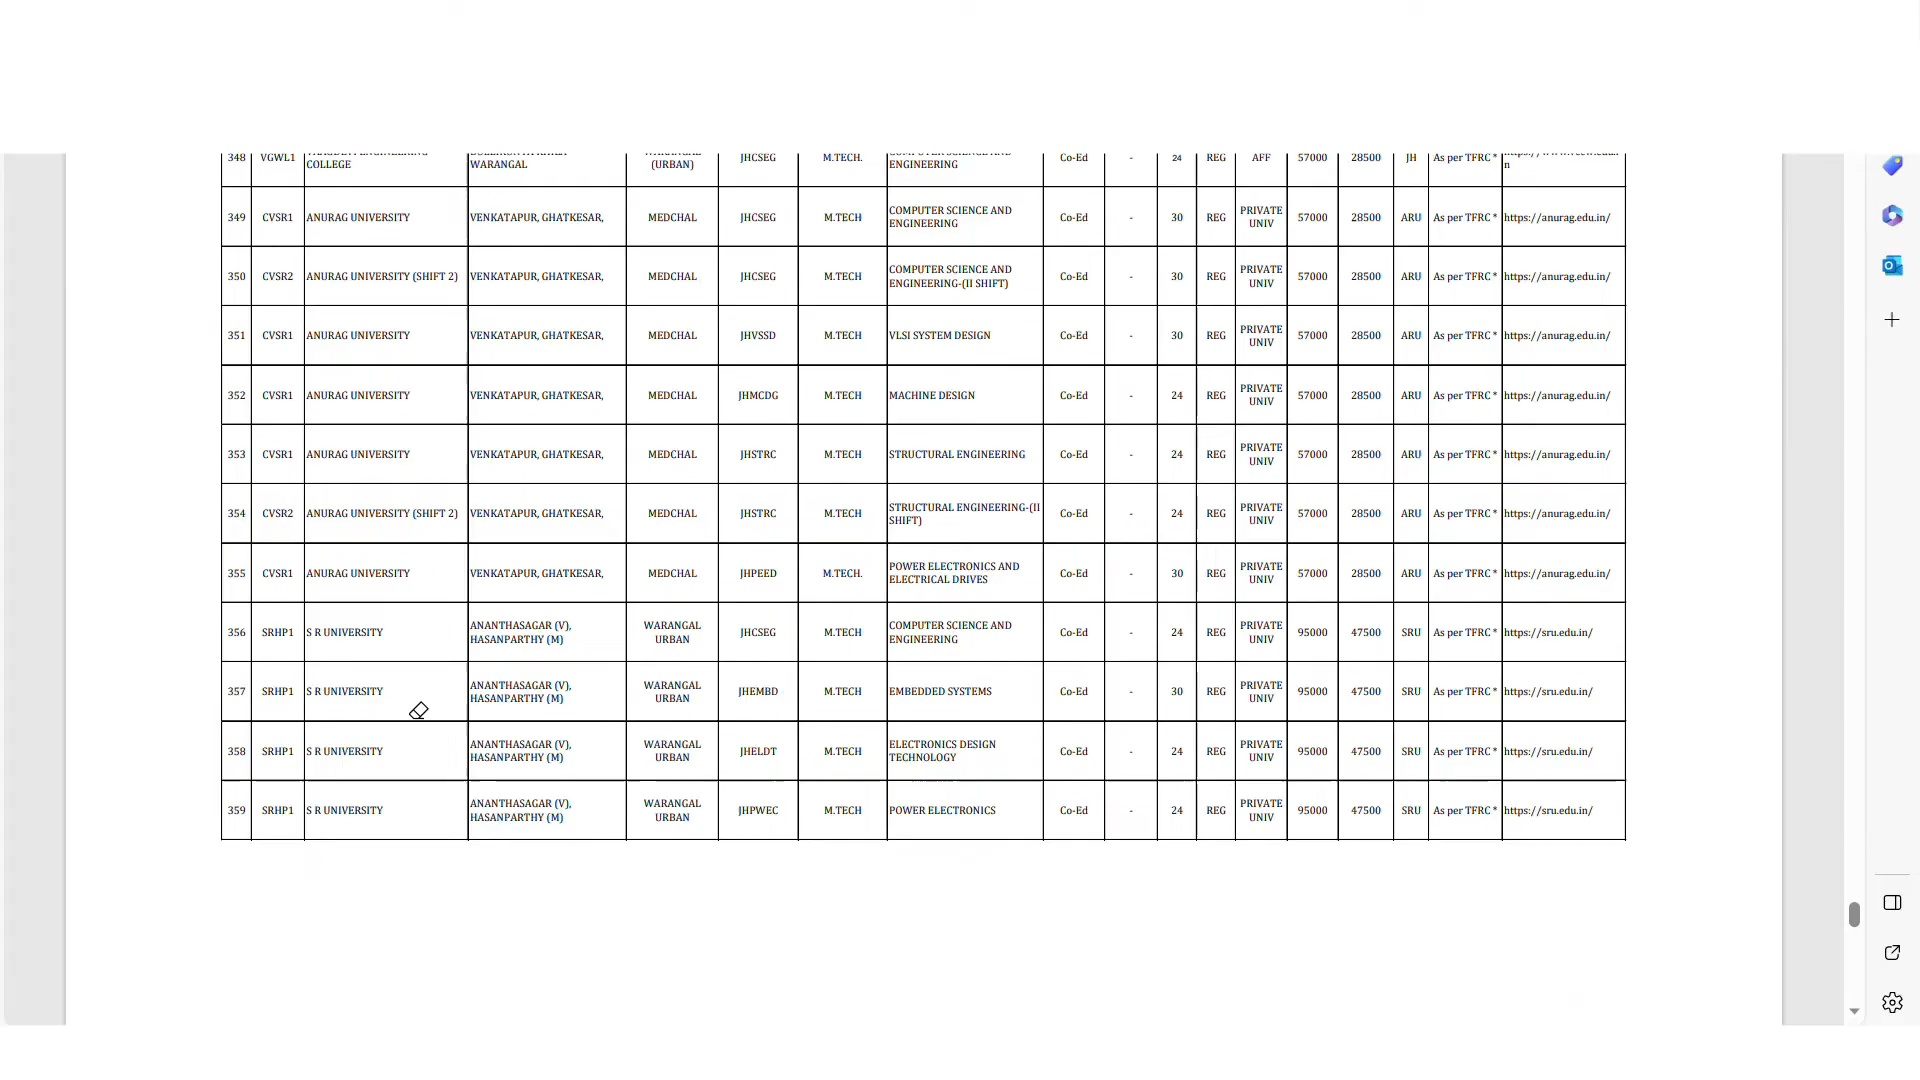 348 VGWL1 COLLEGE WARANGAL (URBAN) JHCSEG M.TECH. ENGINEERING Co-Ed - 24 REG AFF 57000 28500 JH As per TFRC * n
349 CVSR1 ANURAG UNIVERSITY VENKATAPUR, GHATKESAR, MEDCHAL JHCSEG M.TECH COMPUTER SCIENCE AND ENGINEERING Co-Ed - 30 REG PRIVATE UNIV 57000 28500 ARU As per TFRC * https://anurag.edu.in/
350 CVSR2 ANURAG UNIVERSITY (SHIFT 2) VENKATAPUR, GHATKESAR, MEDCHAL JHCSEG M.TECH COMPUTER SCIENCE AND ENGINEERING-(II SHIFT) Co-Ed - 30 REG PRIVATE UNIV 57000 28500 ARU As per TFRC * https://anurag.edu.in/
351 CVSR1 ANURAG UNIVERSITY VENKATAPUR, GHATKESAR, MEDCHAL JHVSSD M.TECH VLSI SYSTEM DESIGN Co-Ed - 30 REG PRIVATE UNIV 57000 28500 ARU As per TFRC * https://anurag.edu.in/
352 CVSR1 ANURAG UNIVERSITY VENKATAPUR, GHATKESAR, MEDCHAL JHMCDG M.TECH MACHINE DESIGN Co-Ed - 24 REG PRIVATE UNIV 57000 28500 ARU As per TFRC * https://anurag.edu.in/
353 CVSR1 ANURAG UNIVERSITY VENKATAPUR, GHATKESAR, MEDCHAL JHSTRC M.TECH STRUCTURAL ENGINEERING Co-Ed - 24 REG PRIVATE UNIV 57000 28500 ARU As per TFRC * https://anurag.edu.in/
354 CVSR2 ANURAG UNIVERSITY (SHIFT 2) VENKATAPUR, GHATKESAR, MEDCHAL JHSTRC M.TECH STRUCTURAL ENGINEERING-(II SHIFT) Co-Ed - 24 REG PRIVATE UNIV 57000 28500 ARU As per TFRC * https://anurag.edu.in/
355 CVSR1 ANURAG UNIVERSITY VENKATAPUR, GHATKESAR, MEDCHAL JHPEED M.TECH. POWER ELECTRONICS AND ELECTRICAL DRIVES Co-Ed - 30 REG PRIVATE UNIV 57000 28500 ARU As per TFRC * https://anurag.edu.in/
356 SRHP1 S R UNIVERSITY ANANTHASAGAR (V), HASANPARTHY (M) WARANGAL URBAN JHCSEG M.TECH COMPUTER SCIENCE AND ENGINEERING Co-Ed - 24 REG PRIVATE UNIV 95000 47500 SRU As per TFRC * https://sru.edu.in/
357 SRHP1 S R UNIVERSITY ANANTHASAGAR (V), HASANPARTHY (M) WARANGAL URBAN JHEMBD M.TECH EMBEDDED SYSTEMS Co-Ed - 30 REG PRIVATE UNIV 95000 47500 SRU As per TFRC * https://sru.edu.in/
358 SRHP1 S R UNIVERSITY ANANTHASAGAR (V), HASANPARTHY (M) WARANGAL URBAN JHELDT M.TECH ELECTRONICS DESIGN TECHNOLOGY Co-Ed - 24 REG PRIVATE UNIV 95000 47500 SRU As per TFRC * https://sru.edu.in/
359 SRHP1 S R UNIVERSITY ANANTHASAGAR (V), HASANPARTHY (M) WARANGAL URBAN JHPWEC M.TECH POWER ELECTRONICS Co-Ed - 24 REG PRIVATE UNIV 95000 47500 SRU As per TFRC * https://sru.edu.in/